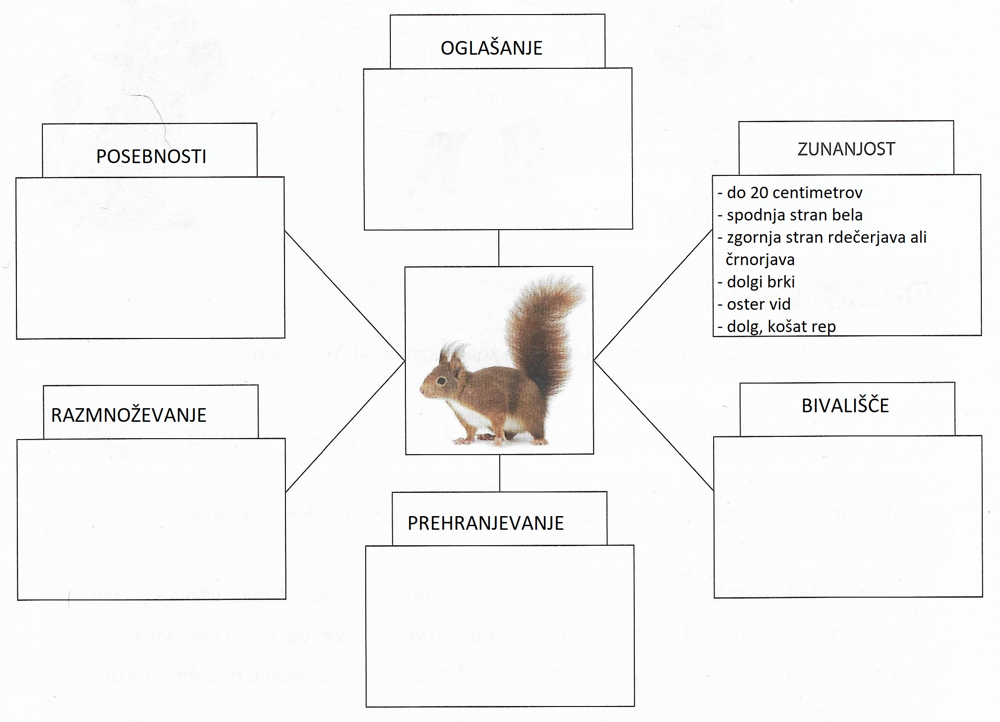 OGLAŠANJE
POSEBNOSTI
ZUNANJOST
- do 20 centimetrov
- spodnja stran bela
- zgornja stran rdečerjava ali
črnorjava
- dolgi brki
- oster vid
- dolg, košat rep
RAZMNOŽEVANJE
BIVALIŠČE
PREHRANJEVANJE